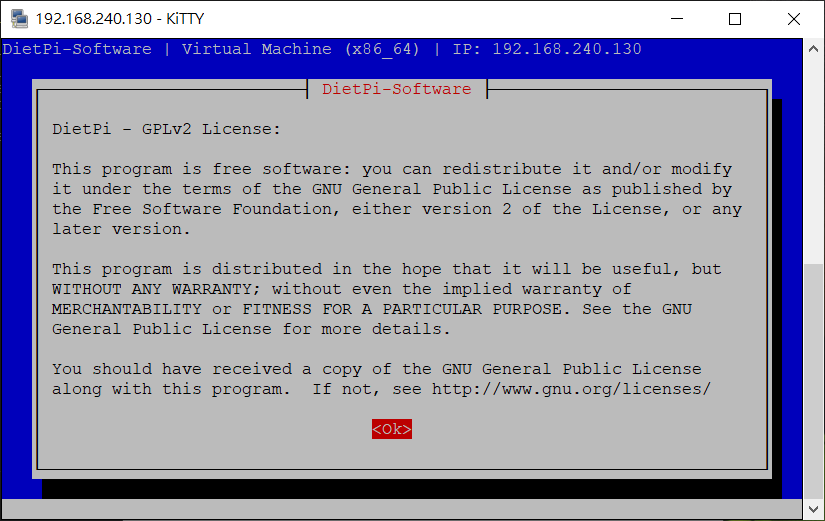 192.168.240.130 - KiTTY
DietPi-Software | Virtual Machine (x86_64) | IP: 192.168.240.130
DietPi-Software
DietPi - GPLv2 License:
This program is free software: you can redistribute it and/or modify
it under the terms of the GNU General Public License as published by
the Free Software Foundation, either version 2 of the License, or any
later version.
This program is distributed in the hope that it will be useful, but
WITHOUT ANY WARRANTY; without even the implied warranty of
MERCHANTABILITY or FITNESS FOR A PARTICULAR PURPOSE. See the GNU
General Public License for more details.
You should have received a copy of the GNU General Public License
along with this program.  If not, see http://www.gnu.org/licenses/
<Ok>